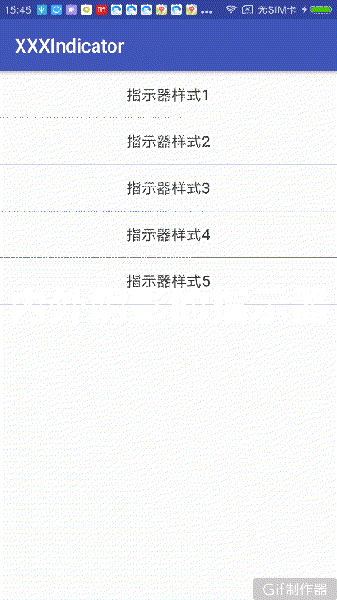 15:45 ... 无SIM卡
XXXIndicator
指示器样式1
指示器样式2
指示器样式3
指示器样式4
指示器样式5
Gif制作器